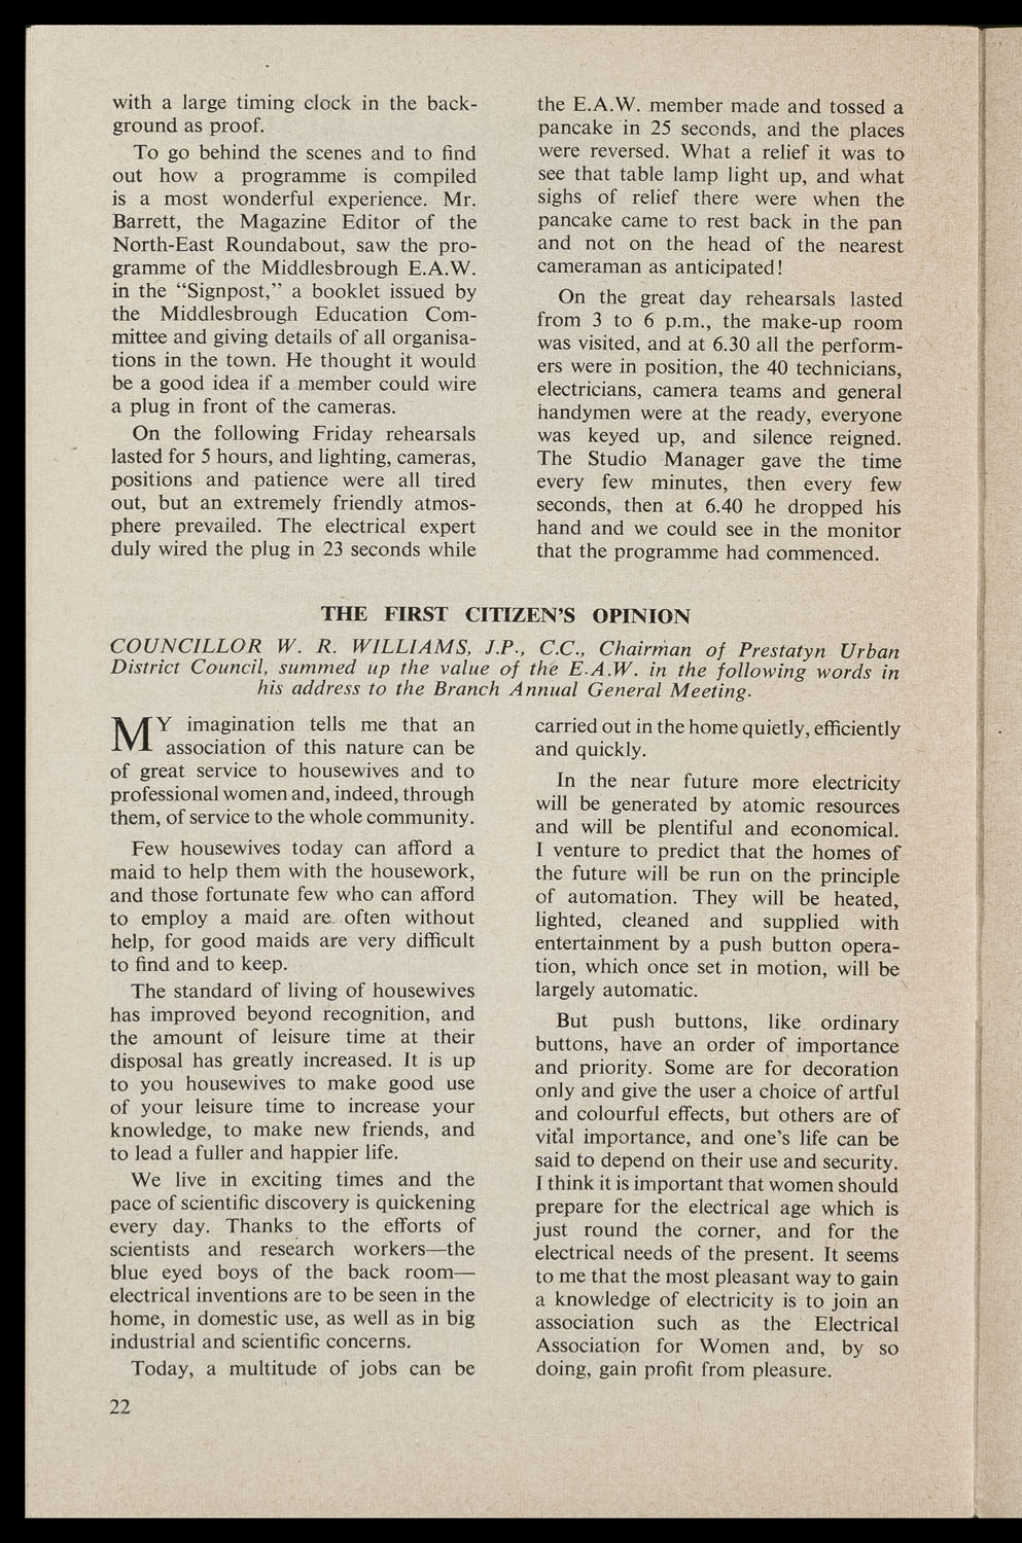 with a large timing clock in the back-
ground as proof.
To go behind the scenes and to find
out how a programme is compiled
is a most wonderful experience. Mr.
Barrett, the Magazine Editor of the
North-East Roundabout, saw the pro-
gramme of the Middlesbrough E.A.W.
in the “Signpost,” a booklet issued by
the Middlesbrough Education Com-
mittee and giving details of all organisa-
tions in the town. He thought it would
be a good idea if a member could wire
a plug in front of the cameras.
On the following Friday rehearsals
lasted for 5 hours, and lighting, cameras,
positions and patience were all tired
out, but an extremely friendly atmos-
phere prevailed. The electrical expert
duly wired the plug in 23 seconds while
the E.A.W. member made and tossed a
pancake in 25 seconds, and the places
were reversed. What a relief it was to
see that table lamp light up, and what
sighs of relief there were when the
pancake came to rest back in the pan
and not on the head of the nearest
cameraman as anticipated!
On the great day rehearsals lasted
from 3 to 6 p.m., the make-up room
was visited, and at 6.30 all the perform-
ers were in position, the 40 technicians,
electricians, camera teams and general
handymen were at the ready, everyone
was keyed up, and silence reigned.
The Studio Manager gave the time
every few minutes, then every few
seconds, then at 6.40 he dropped his
hand and we could see in the monitor
that the programme had commenced.
THE FIRST CITIZEN’S OPINION
COUNCILLOR W. R. WILLIAMS, J.P., C.C., Chairman of Prestatyn Urban
District Council, summed up the value of the E.A.W. in the following words in
his address to the Branch Annual General Meeting.
MY imagination tells me that an
association of this nature can be
of great service to housewives and to
professional women and, indeed, through
them, of service to the whole community.
Few housewives today can afford a
maid to help them with the housework,
and those fortunate few who can afford
to employ a maid are often without
help, for good maids are very difficult
to find and to keep.
The standard of living of housewives
has improved beyond recognition, and
the amount of leisure time at their
disposal has greatly increased. It is up
to you housewives to make good use
of your leisure time to increase your
knowledge, to make new friends, and
to lead a fuller and happier life.
We live in exciting times and the
pace of scientific discovery is quickening
every day. Thanks to the efforts of
scientists and research workers—the
blue eyed boys of the back room—
electrical inventions are to be seen in the
home, in domestic use, as well as in big
industrial and scientific concerns.
Today, a multitude of jobs can be
carried out in the home quietly, efficiently
and quickly.
In the near future more electricity
will be generated by atomic resources
and will be plentiful and economical.
I venture to predict that the homes of
the future will be run on the principle
of automation. They will be heated,
lighted, cleaned and supplied with
entertainment by a push button opera-
tion, which once set in motion, will be
largely automatic.
But push buttons, like ordinary
buttons, have an order of importance
and priority. Some are for decoration
only and give the user a choice of artful
and colourful effects, but others are of
vital importance, and one’s life can be
said to depend on their use and security.
I think it is important that women should
prepare for the electrical age which is
just round the corner, and for the
electrical needs of the present. It seems
to me that the most pleasant way to gain
a knowledge of electricity is to join an
association such as the Electrical
Association for Women and, by so
doing, gain profit from pleasure.
22